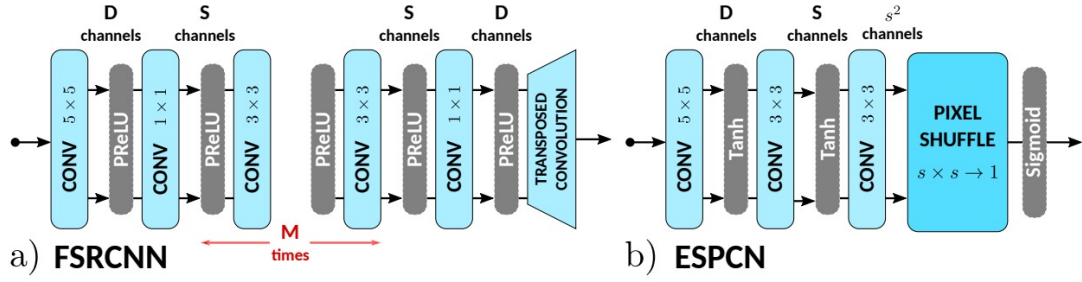 D
channels
S
channels
S
channels
D
channels
CONV 5 × 5
PReLU
CONV 1 × 1
PReLU
CONV 3 × 3
PReLU
CONV 3 × 3
PReLU
CONV 1 × 1
PReLU
TRANSPOSED
CONVOLUTION
M
times
a) FSRCNN
D
channels
S
channels
s²
channels
CONV 5 × 5
Tanh
CONV 3 × 3
Tanh
CONV 3 × 3
PIXEL
SHUFFLE
s × s → 1
Sigmoid
b) ESPCN